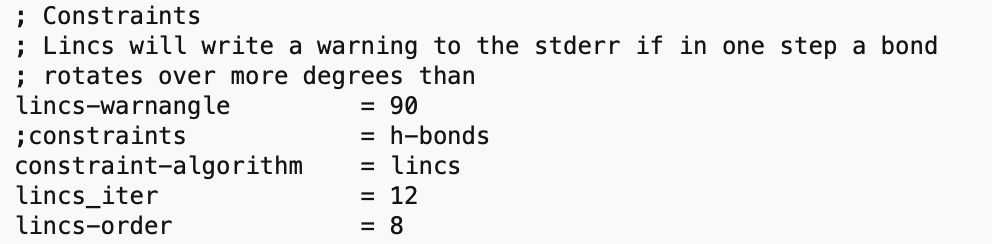 ; Constraints
; Lincs will write a warning to the stderr if in one step a bond
; rotates over more degrees than
lincs-warnangle         = 90
;constraints            = h-bonds
constraint-algorithm    = lincs
lincs_iter              = 12
lincs-order             = 8